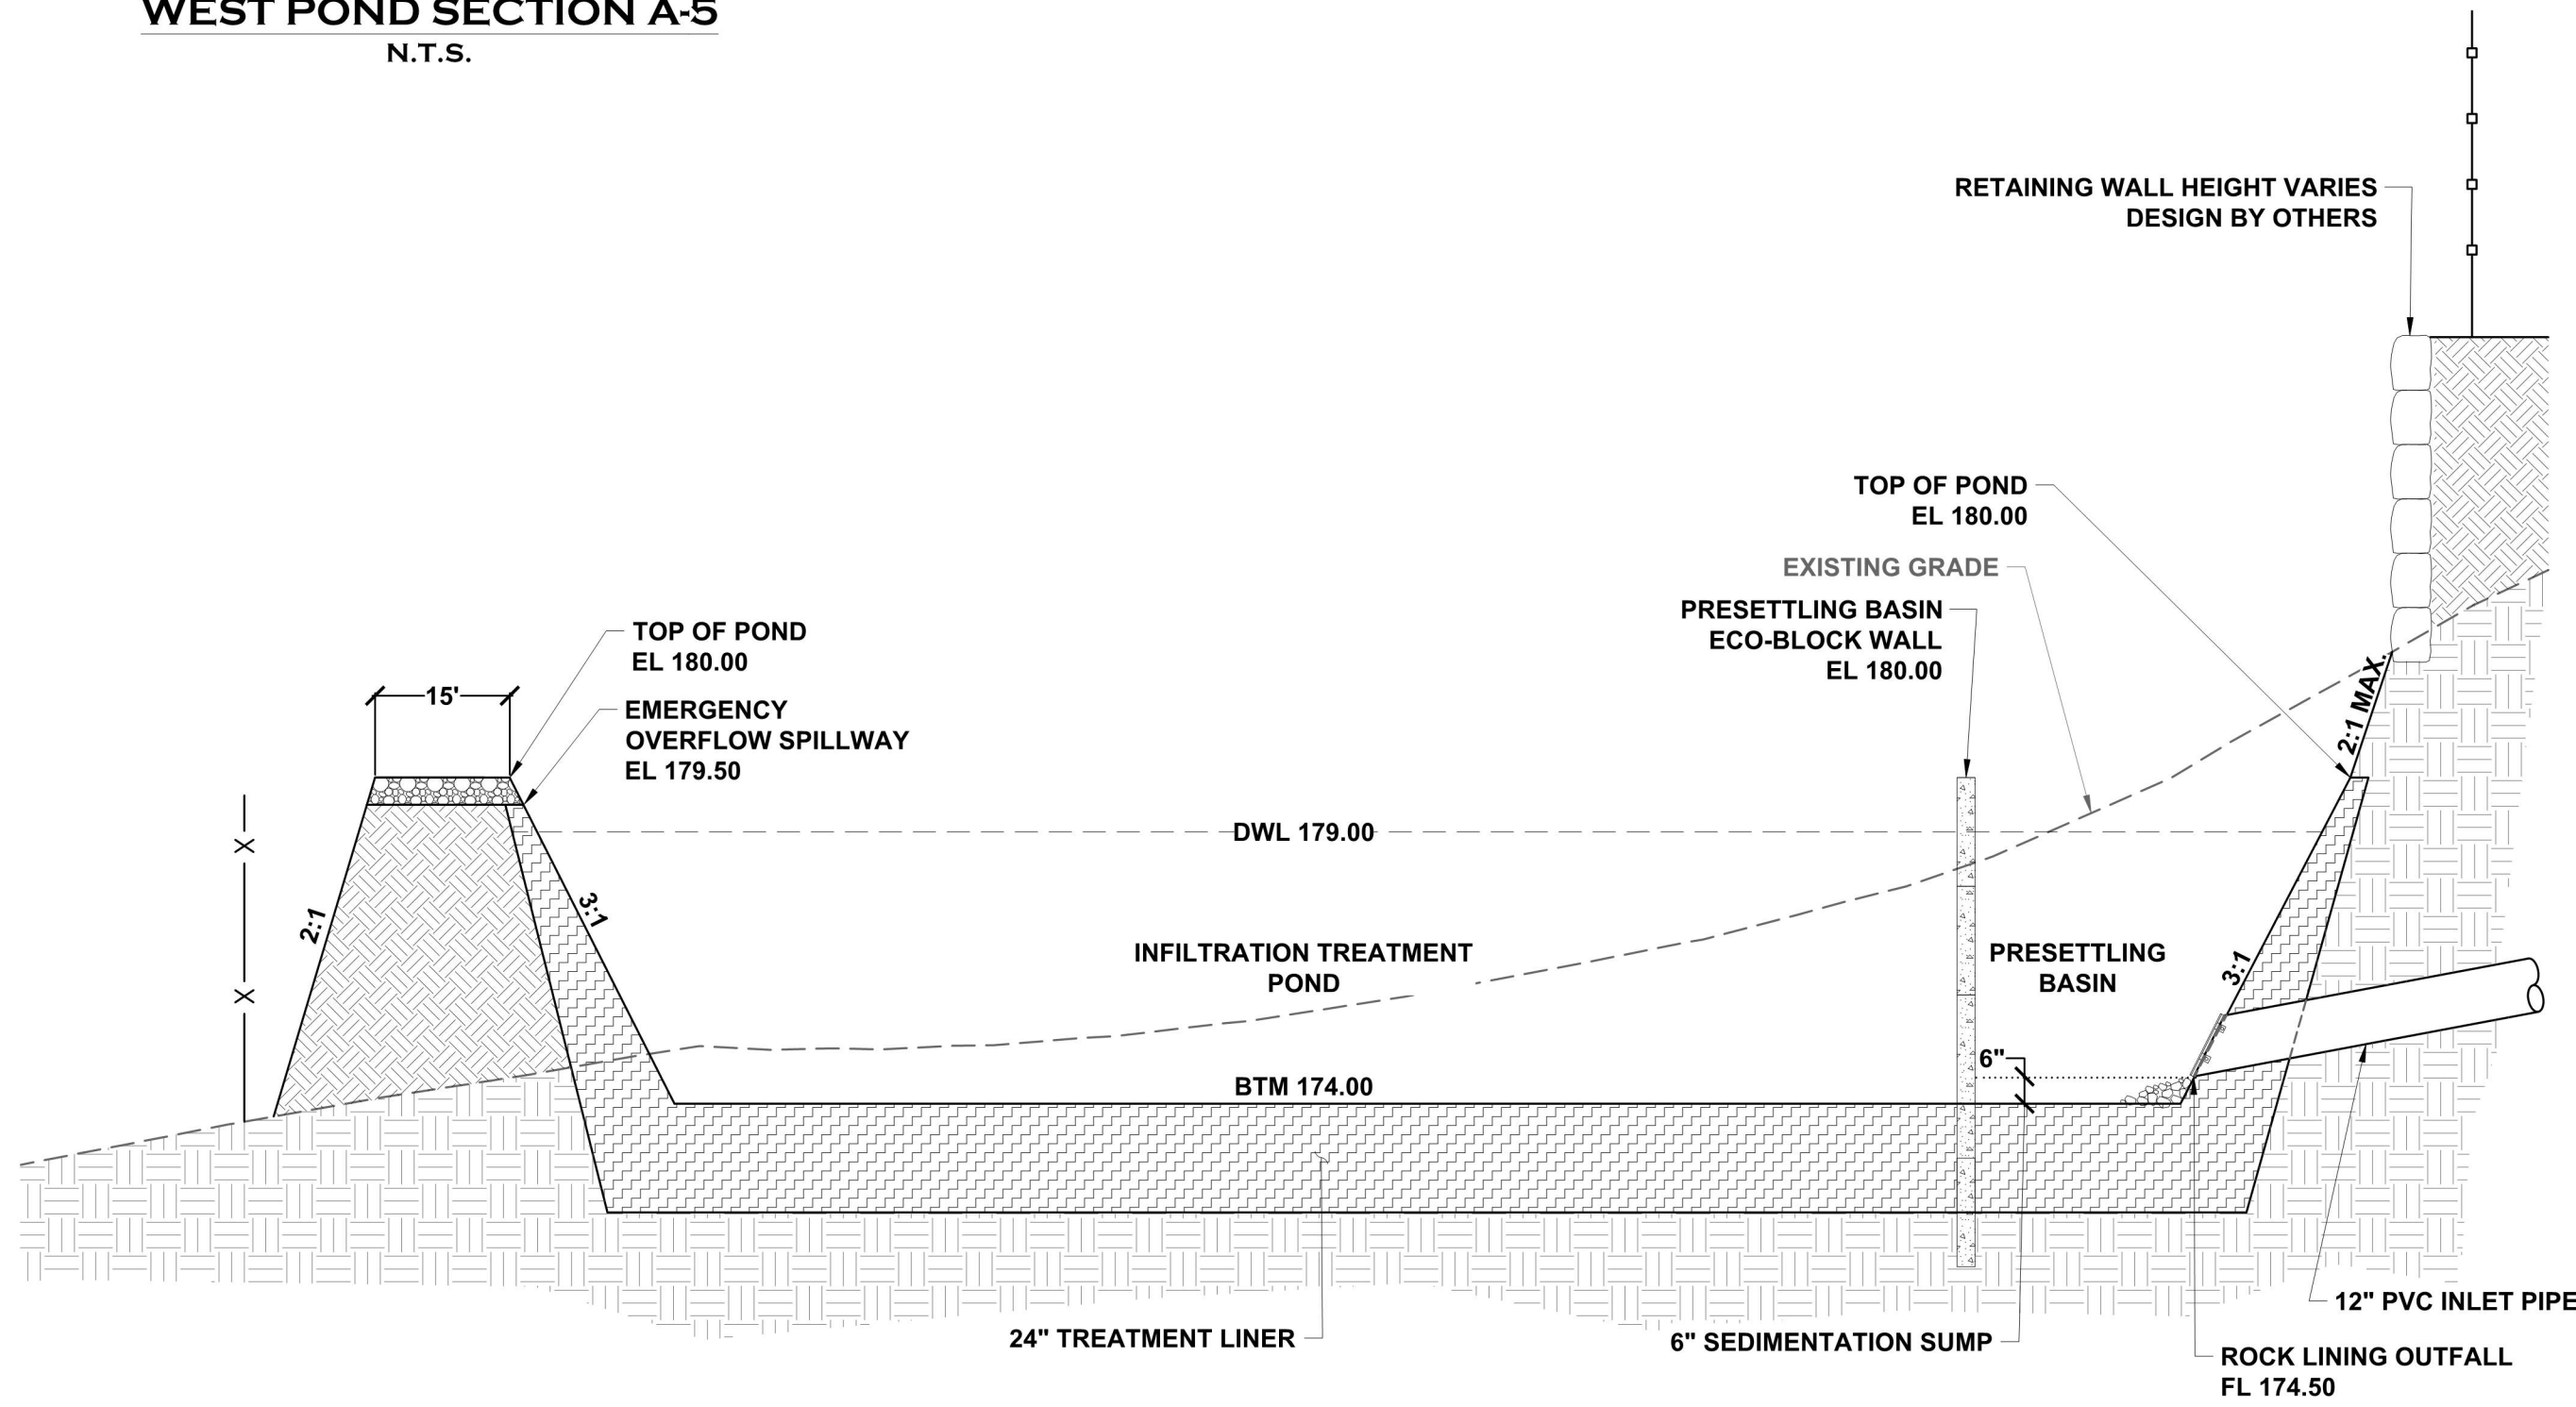 WEST POND SECTION A-5
N.T.S.
RETAINING WALL HEIGHT VARIES
DESIGN BY OTHERS
TOP OF POND
EL 180.00
EXISTING GRADE
PRESETTLING BASIN
ECO-BLOCK WALL
EL 180.00
TOP OF POND
EL 180.00
15'
EMERGENCY
OVERFLOW SPILLWAY
EL 179.50
2:1 MAX.
X
DWL 179.00
2:1
3:1
INFILTRATION TREATMENT
POND
PRESETTLING
BASIN
3:1
X
6"
BTM 174.00
12" PVC INLET PIPE
24" TREATMENT LINER
6" SEDIMENTATION SUMP
ROCK LINING OUTFALL
FL 174.50